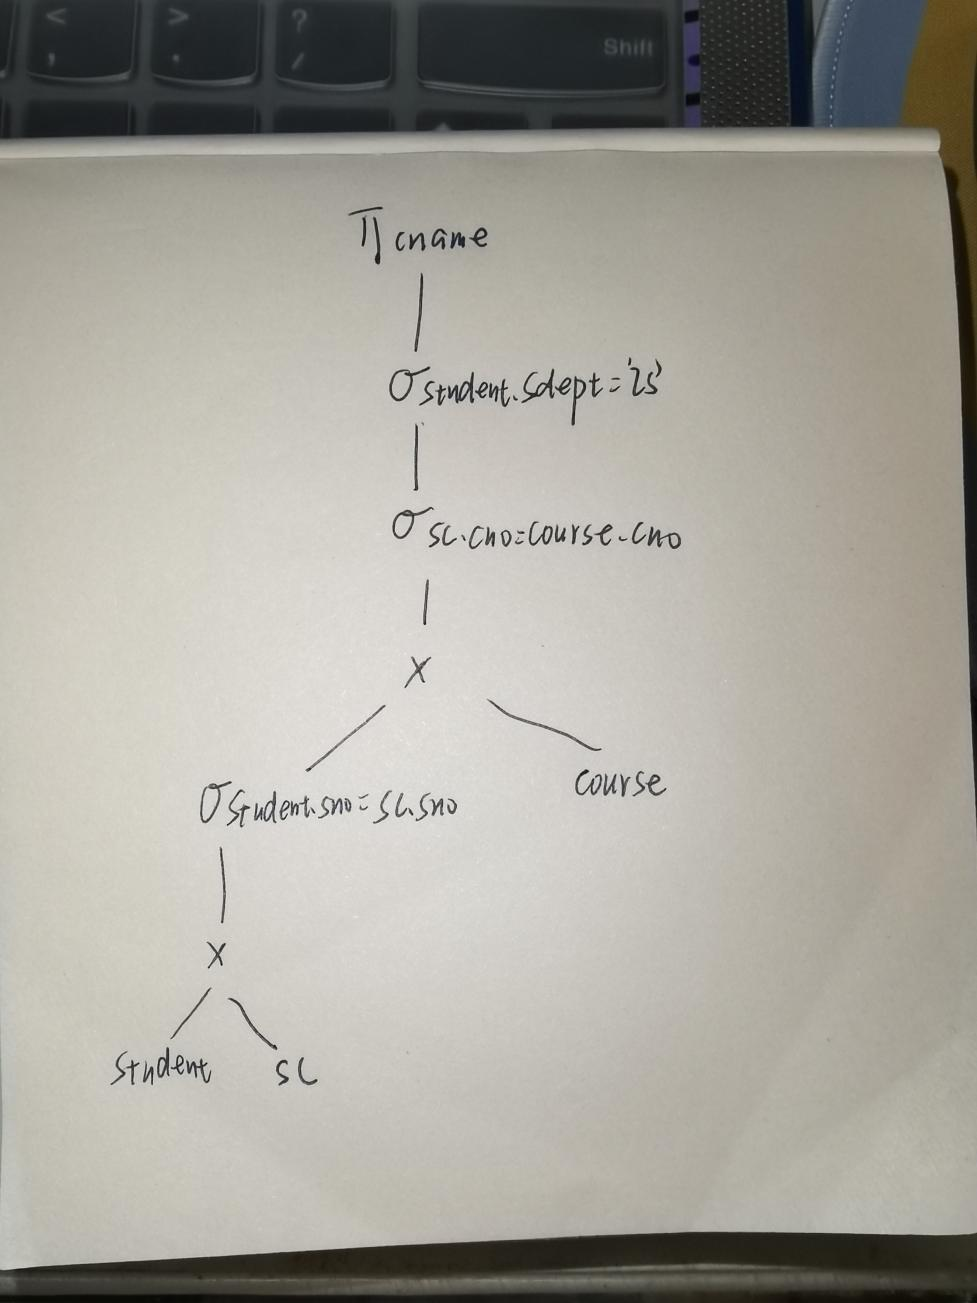 <
,
>
.
?
/
Shift
Π cname
σ student.Sdept='IS'
σ SC.cno=course.cno
×
σ student.sno=SC.sno
course
×
student SC